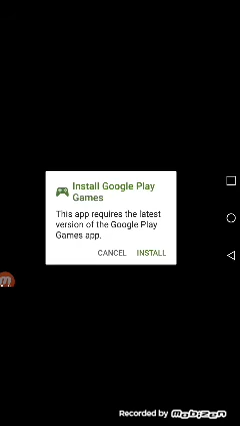 Install Google Play
Games
This app requires the latest
version of the Google Play
Games app.
CANCEL INSTALL
Recorded by Mobizen